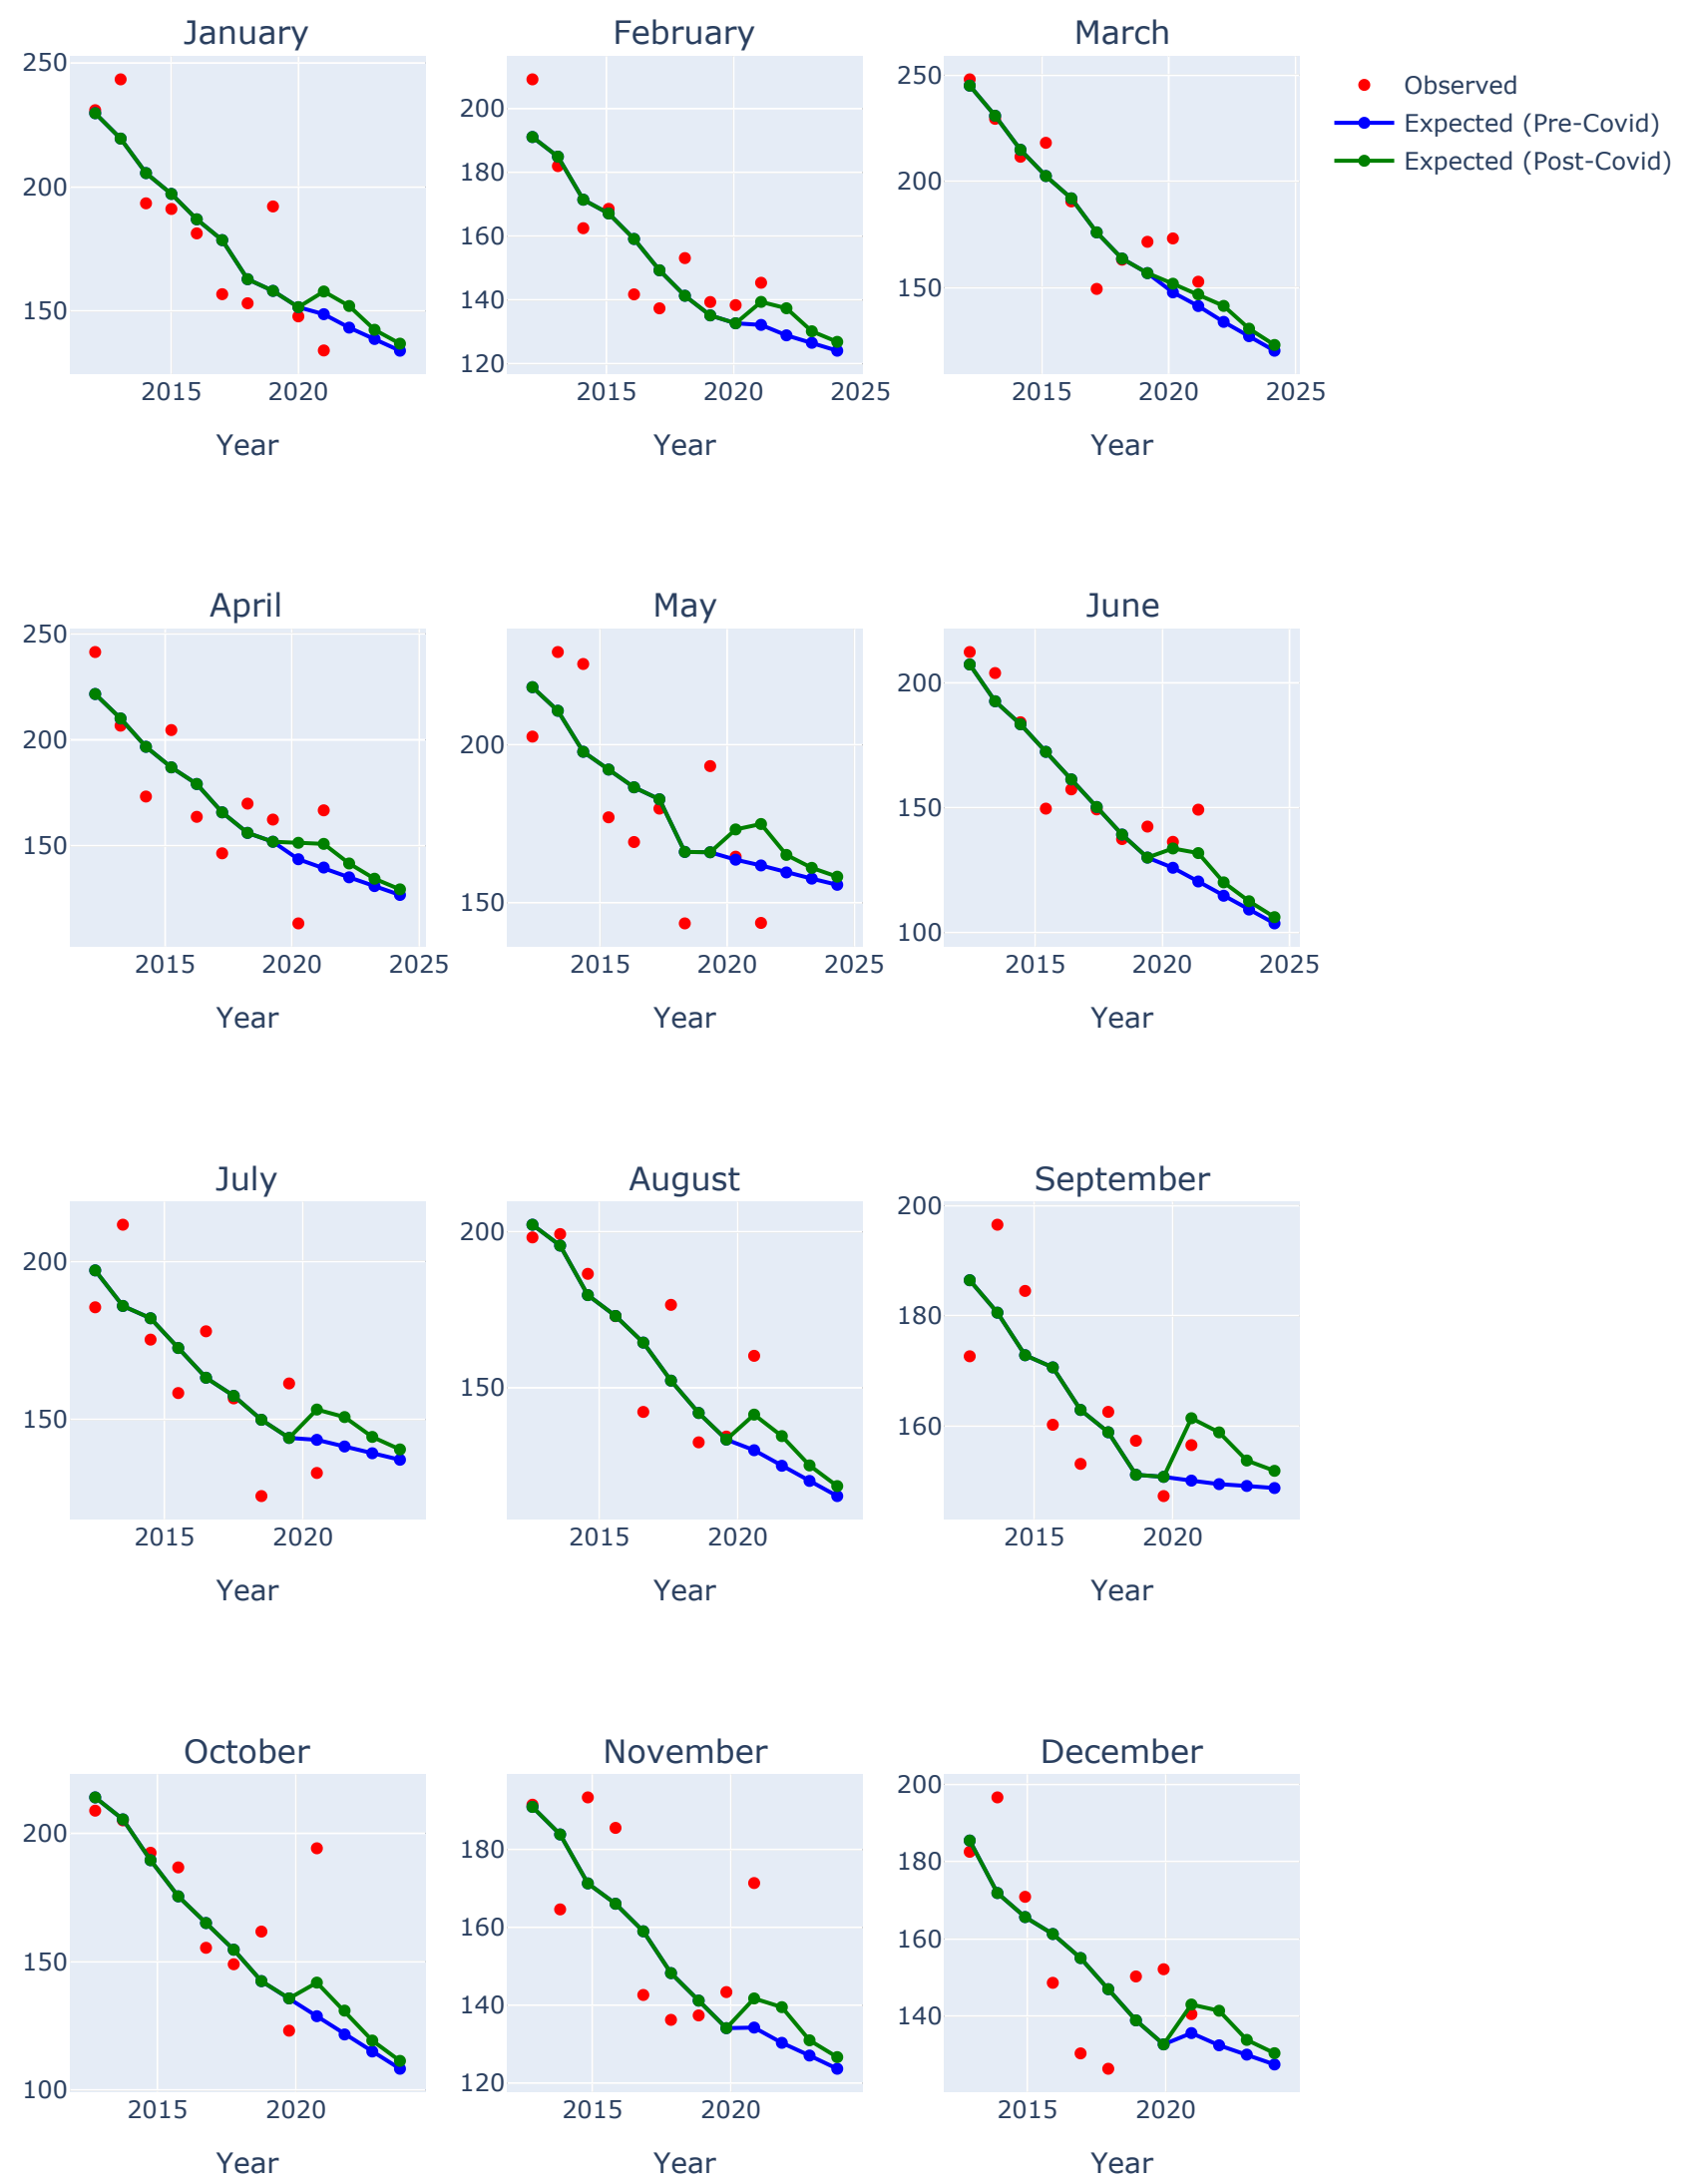 January
February
March
250
200
150
2015
2020
Year
200
180
160
140
120
2015
2020
2025
Year
250
200
150
2015
2020
2025
Year
Observed
Expected (Pre-Covid)
Expected (Post-Covid)
April
May
June
250
200
150
2015
2020
2025
Year
200
150
2015
2020
2025
Year
200
150
100
2015
2020
2025
Year
July
August
September
200
150
2015
2020
Year
200
150
2015
2020
Year
200
180
160
2015
2020
Year
October
November
December
200
150
100
2015
2020
Year
180
160
140
120
2015
2020
Year
200
180
160
140
2015
2020
Year